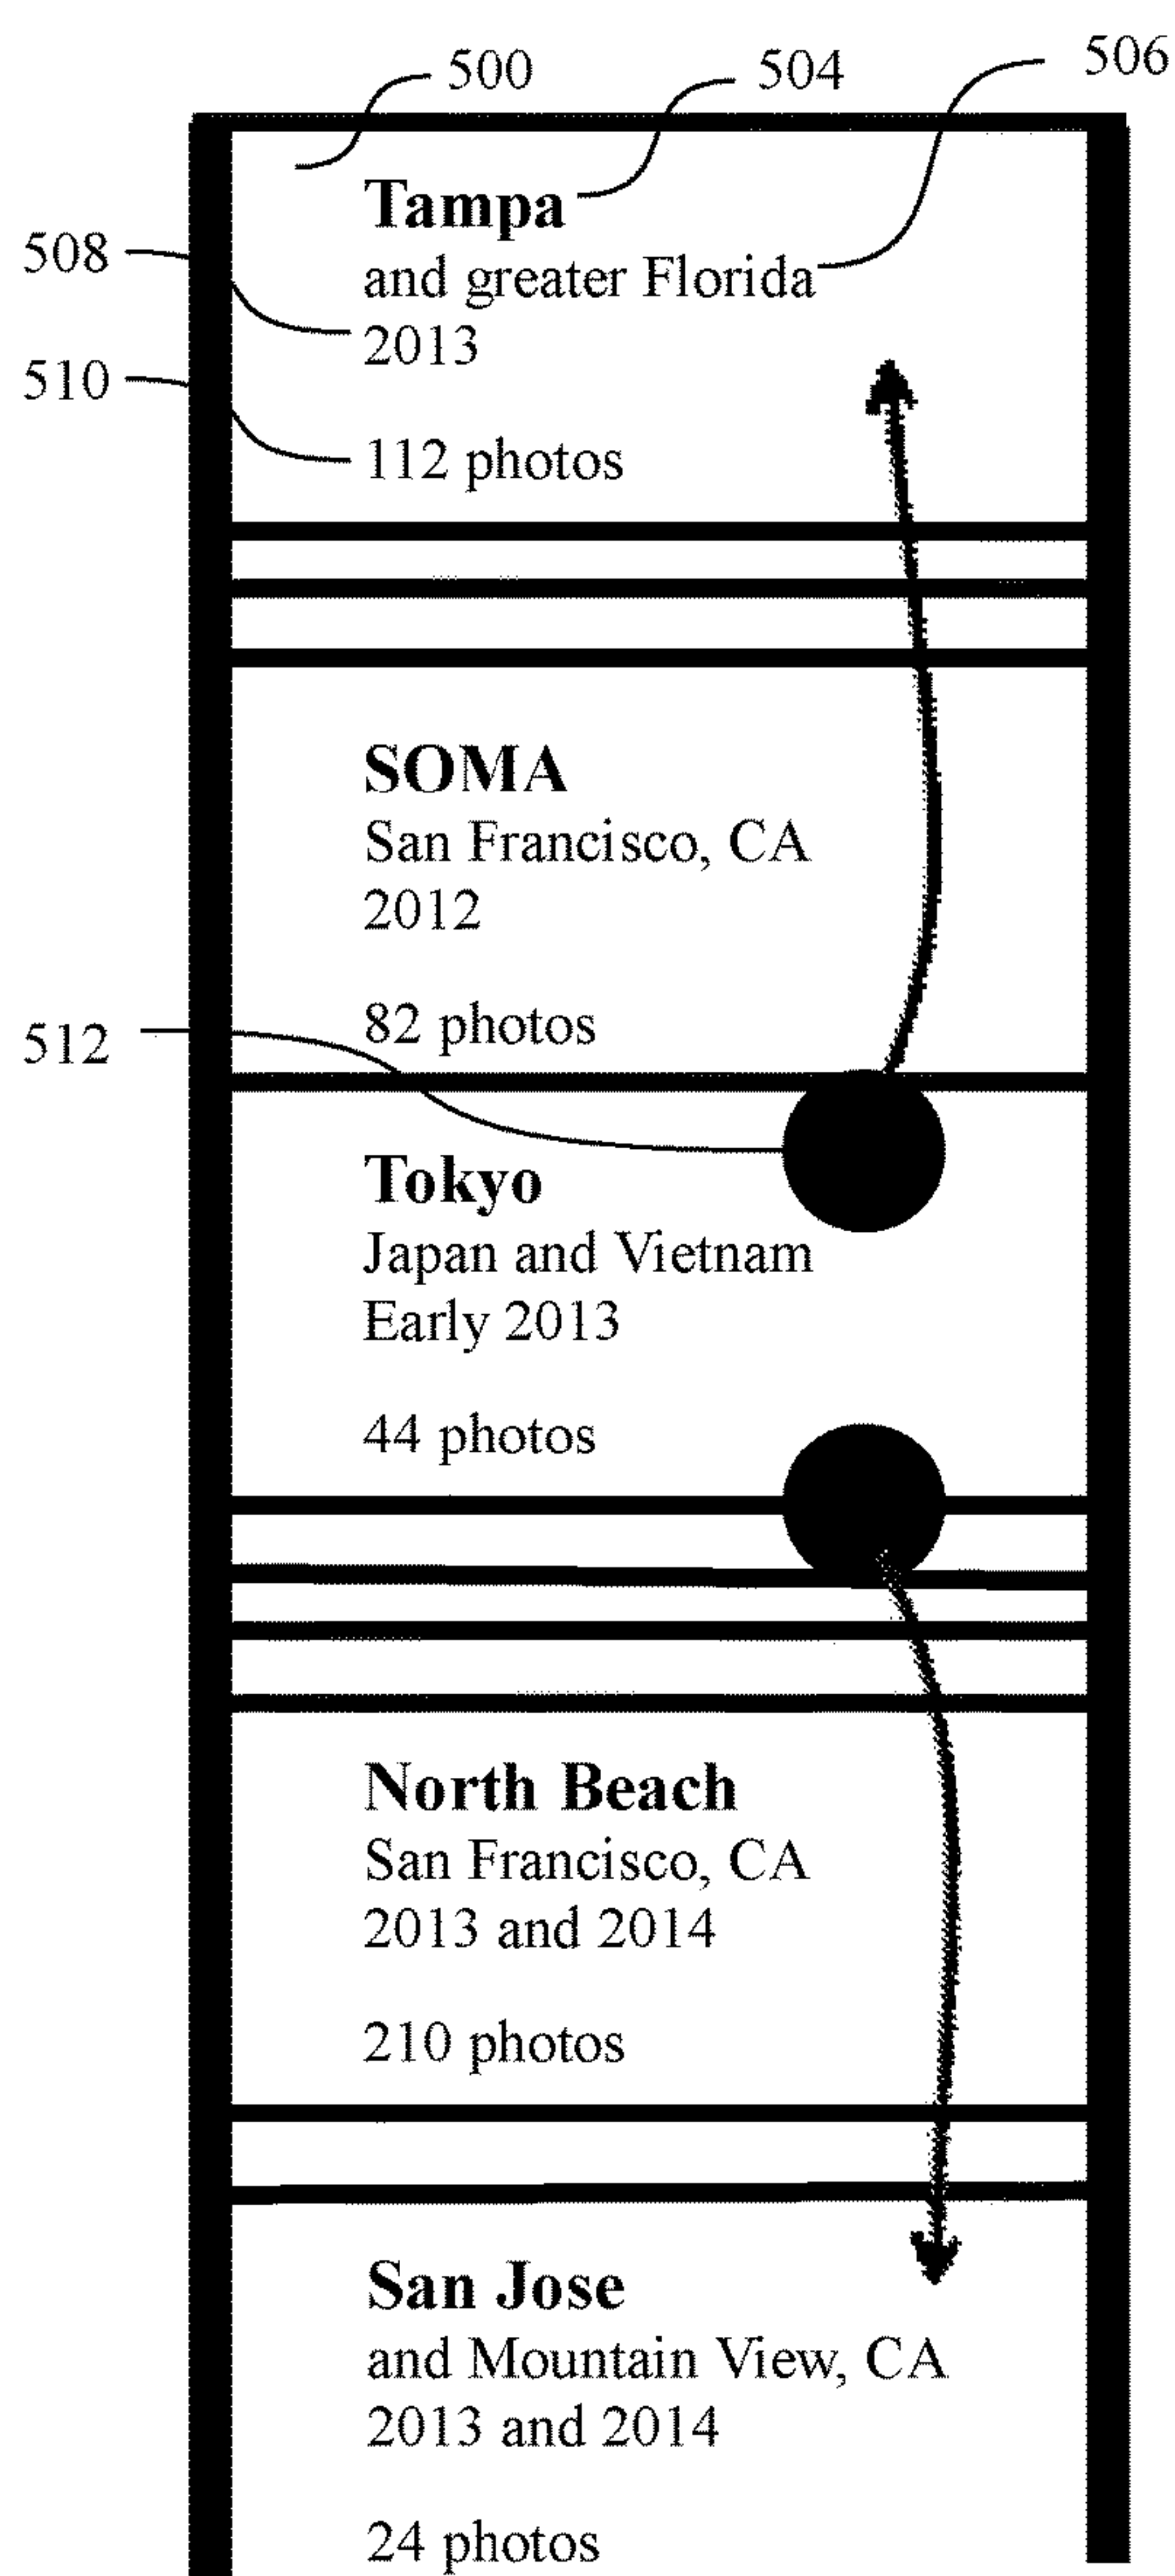 500
504
506
Tampa
508
and greater Florida
2013
510
112 photos
SOMA
San Francisco, CA
2012
82 photos
512
Tokyo
Japan and Vietnam
Early 2013
44 photos
North Beach
San Francisco, CA
2013 and 2014
210 photos
San Jose
and Mountain View, CA
2013 and 2014
24 photos